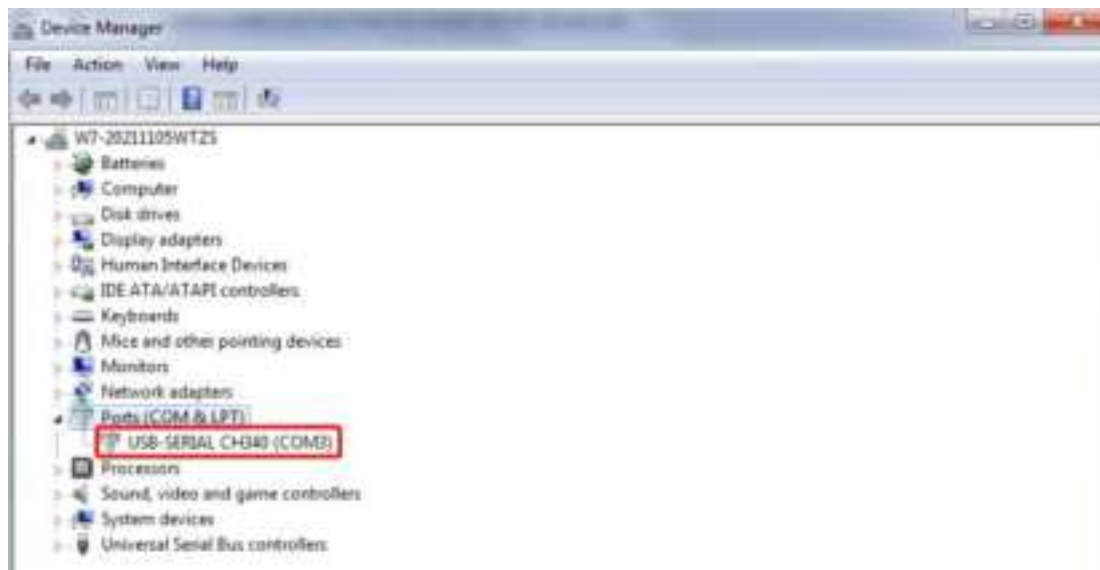 Device Manager
File Action View Help
W7-20211105WTZS
Batteries
Computer
Disk drives
Display adapters
Human Interface Devices
IDE ATA/ATAPI controllers
Keyboards
Mice and other pointing devices
Monitors
Network adapters
Ports (COM & LPT)
USB-SERIAL CH340 (COM3)
Processors
Sound, video and game controllers
System devices
Universal Serial Bus controllers